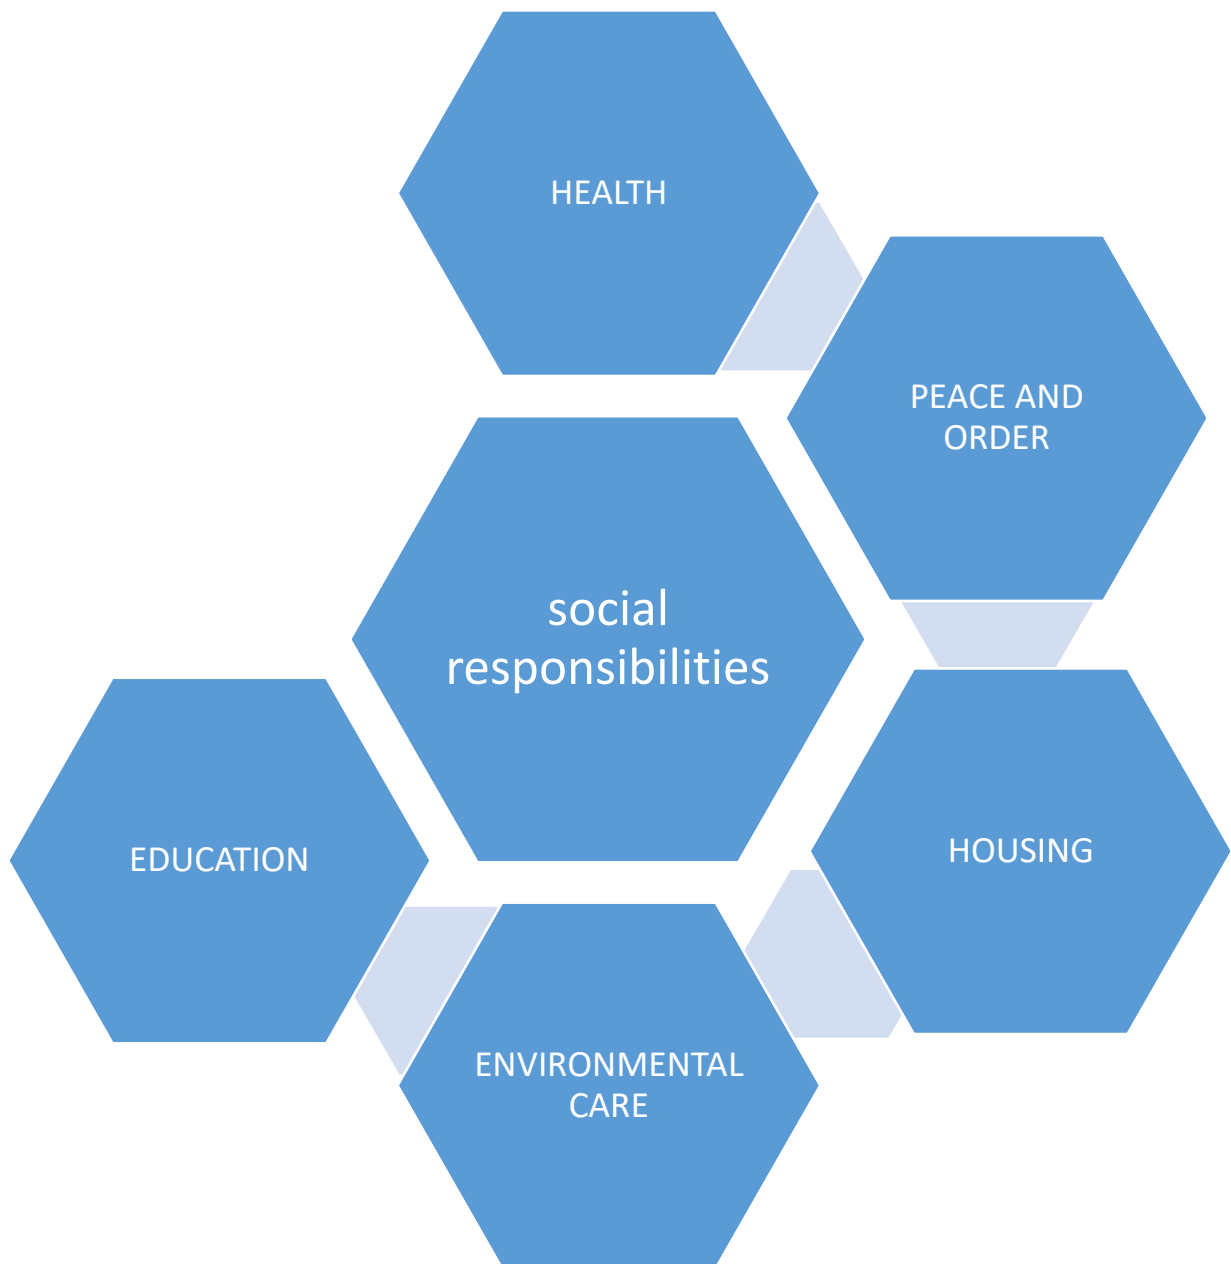 HEALTH
PEACE AND
ORDER
social
responsibilities
HOUSING
EDUCATION
ENVIRONMENTAL
CARE